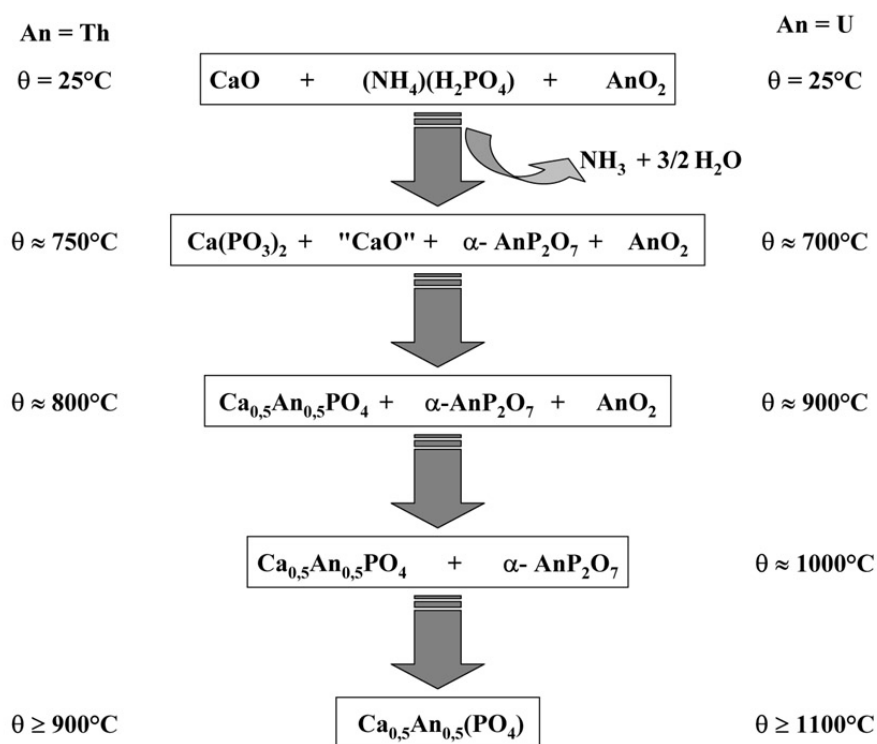 An = Th An = U
θ = 25°C CaO + (NH₄)(H₂PO₄) + AnO₂ θ = 25°C
NH₃ + 3/2 H₂O
θ ≈ 750°C Ca(PO₃)₂ + "CaO" + α- AnP₂O₇ + AnO₂ θ ≈ 700°C
θ ≈ 800°C Ca₀,₅An₀,₅PO₄ + α-AnP₂O₇ + AnO₂ θ ≈ 900°C
Ca₀,₅An₀,₅PO₄ + α- AnP₂O₇ θ ≈ 1000°C
θ ≥ 900°C Ca₀,₅An₀,₅(PO₄) θ ≥ 1100°C